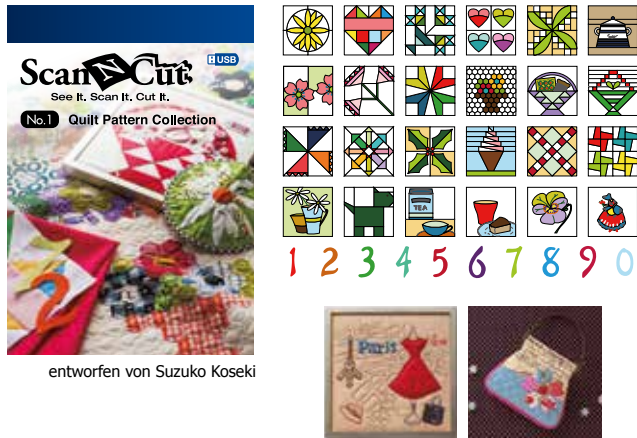 USB
Scan N Cut
See It. Scan It. Cut It.
No.1 Quilt Pattern Collection
entworfen von Suzuko Koseki
TEA
1 2 3 4 5 6 7 8 9 0
Paris